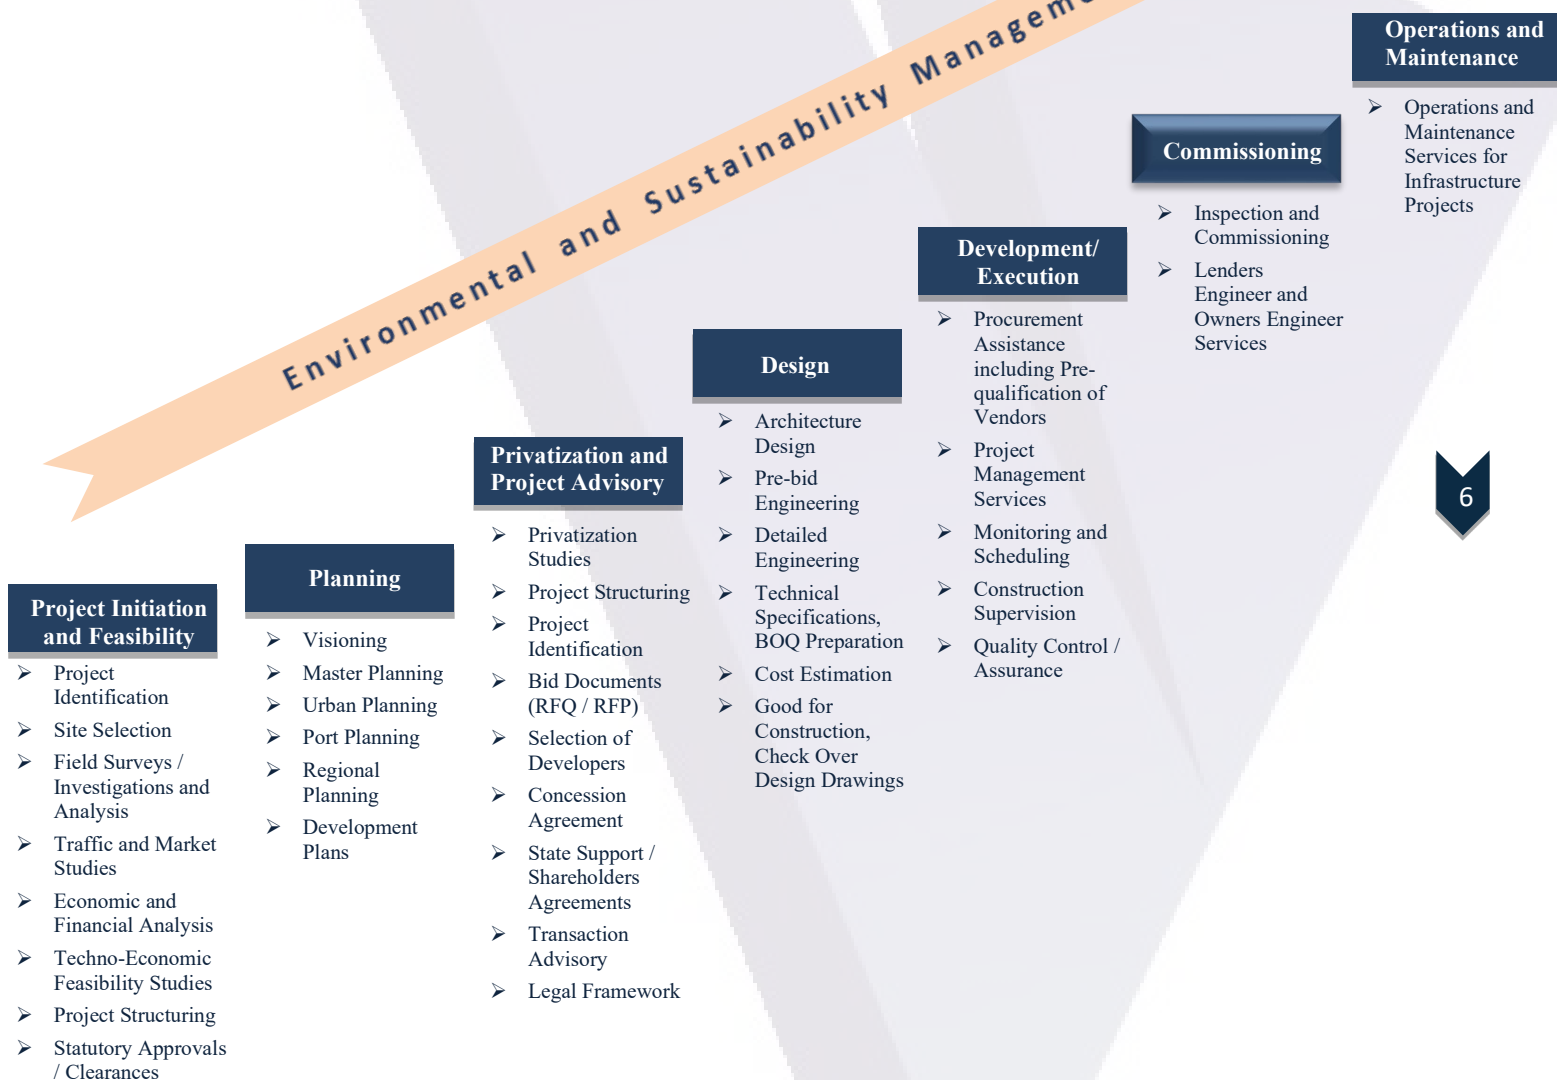 Environmental and Sustainability
Project Initiation
and Feasibility
➢ Project
Identification
➢ Site Selection
➢ Field Surveys /
Investigations and
Analysis
➢ Traffic and Market
Studies
➢ Economic and
Financial Analysis
➢ Techno-Economic
Feasibility Studies
➢ Project Structuring
➢ Statutory Approvals
/ Clearances
Planning
➢ Visioning
➢ Master Planning
➢ Urban Planning
➢ Port Planning
➢ Regional
Planning
➢ Development
Plans
Privatization and
Project Advisory
➢ Privatization
Studies
➢ Project Structuring
➢ Project
Identification
➢ Bid Documents
(RFQ / RFP)
➢ Selection of
Developers
➢ Concession
Agreement
➢ State Support /
Shareholders
Agreements
➢ Transaction
Advisory
➢ Legal Framework
Design
➢ Architecture
Design
➢ Pre-bid
Engineering
➢ Detailed
Engineering
➢ Technical
Specifications,
BOQ Preparation
➢ Cost Estimation
➢ Good for
Construction,
Check Over
Design Drawings
Development/
Execution
➢ Procurement
Assistance
including Pre-
qualification of
Vendors
➢ Project
Management
Services
➢ Monitoring and
Scheduling
➢ Construction
Supervision
➢ Quality Control /
Assurance
Commissioning
➢ Inspection and
Commissioning
➢ Lenders
Engineer and
Owners Engineer
Services
Operations and
Maintenance
➢ Operations and
Maintenance
Services for
Infrastructure
Projects
6